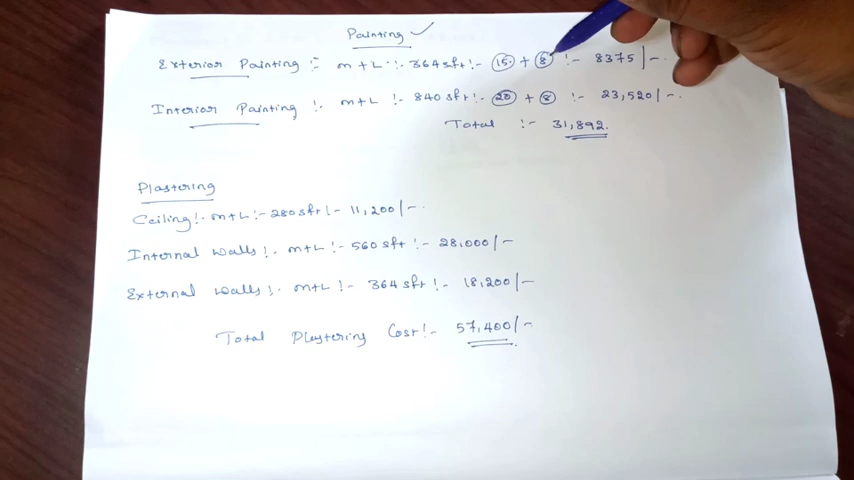 Painting ✓
Exterior Painting :- m+L :- 364 sft :- 15 + 8 :- 8375/-.
Interior Painting :- m+L :- 840 sft :- 20 + 8 :- 23,520/-.
Total :- 31,892.
Plastering
Ceiling :- m+L :- 280 sft :- 11,200/-.
Internal walls :- m+L :- 560 sft :- 28,000/-
External walls :- m+L :- 364 sft :- 18,200/-
Total Plastering Cost :- 57,400/-.